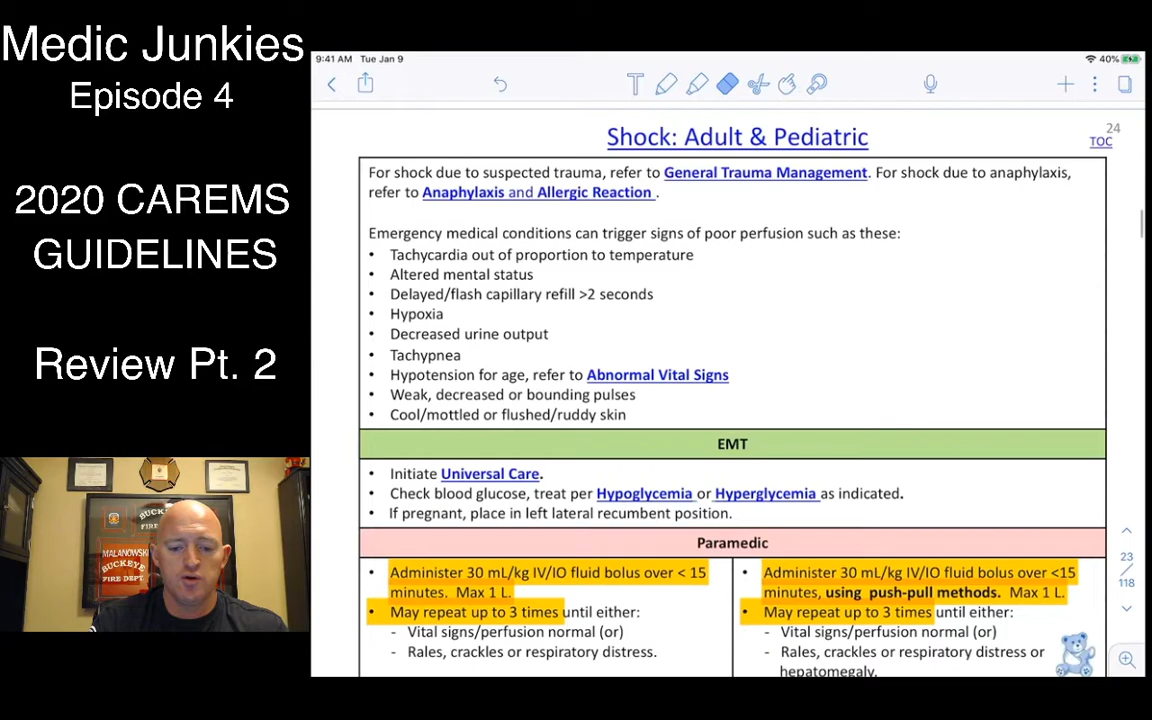 Medic Junkies
Episode 4
2020 CAREMS
GUIDELINES
Review Pt. 2
9:41 AM Tue Jan 9
40%
Shock: Adult & Pediatric
24
TOC
For shock due to suspected trauma, refer to General Trauma Management. For shock due to anaphylaxis,
refer to Anaphylaxis and Allergic Reaction .
Emergency medical conditions can trigger signs of poor perfusion such as these:
• Tachycardia out of proportion to temperature
• Altered mental status
• Delayed/flash capillary refill >2 seconds
• Hypoxia
• Decreased urine output
• Tachypnea
• Hypotension for age, refer to Abnormal Vital Signs
• Weak, decreased or bounding pulses
• Cool/mottled or flushed/ruddy skin
EMT
• Initiate Universal Care.
• Check blood glucose, treat per Hypoglycemia or Hyperglycemia as indicated.
• If pregnant, place in left lateral recumbent position.
Paramedic
• Administer 30 mL/kg IV/IO fluid bolus over < 15
minutes. Max 1 L.
• May repeat up to 3 times until either:
- Vital signs/perfusion normal (or)
- Rales, crackles or respiratory distress.
• Administer 30 mL/kg IV/IO fluid bolus over <15
minutes, using push-pull methods. Max 1 L.
• May repeat up to 3 times until either:
- Vital signs/perfusion normal (or)
- Rales, crackles or respiratory distress or
hepatomegaly.
23
118
BUCKEYE
FIRE
MALANOWSKI
BUCKEYE
FIRE DEPT.